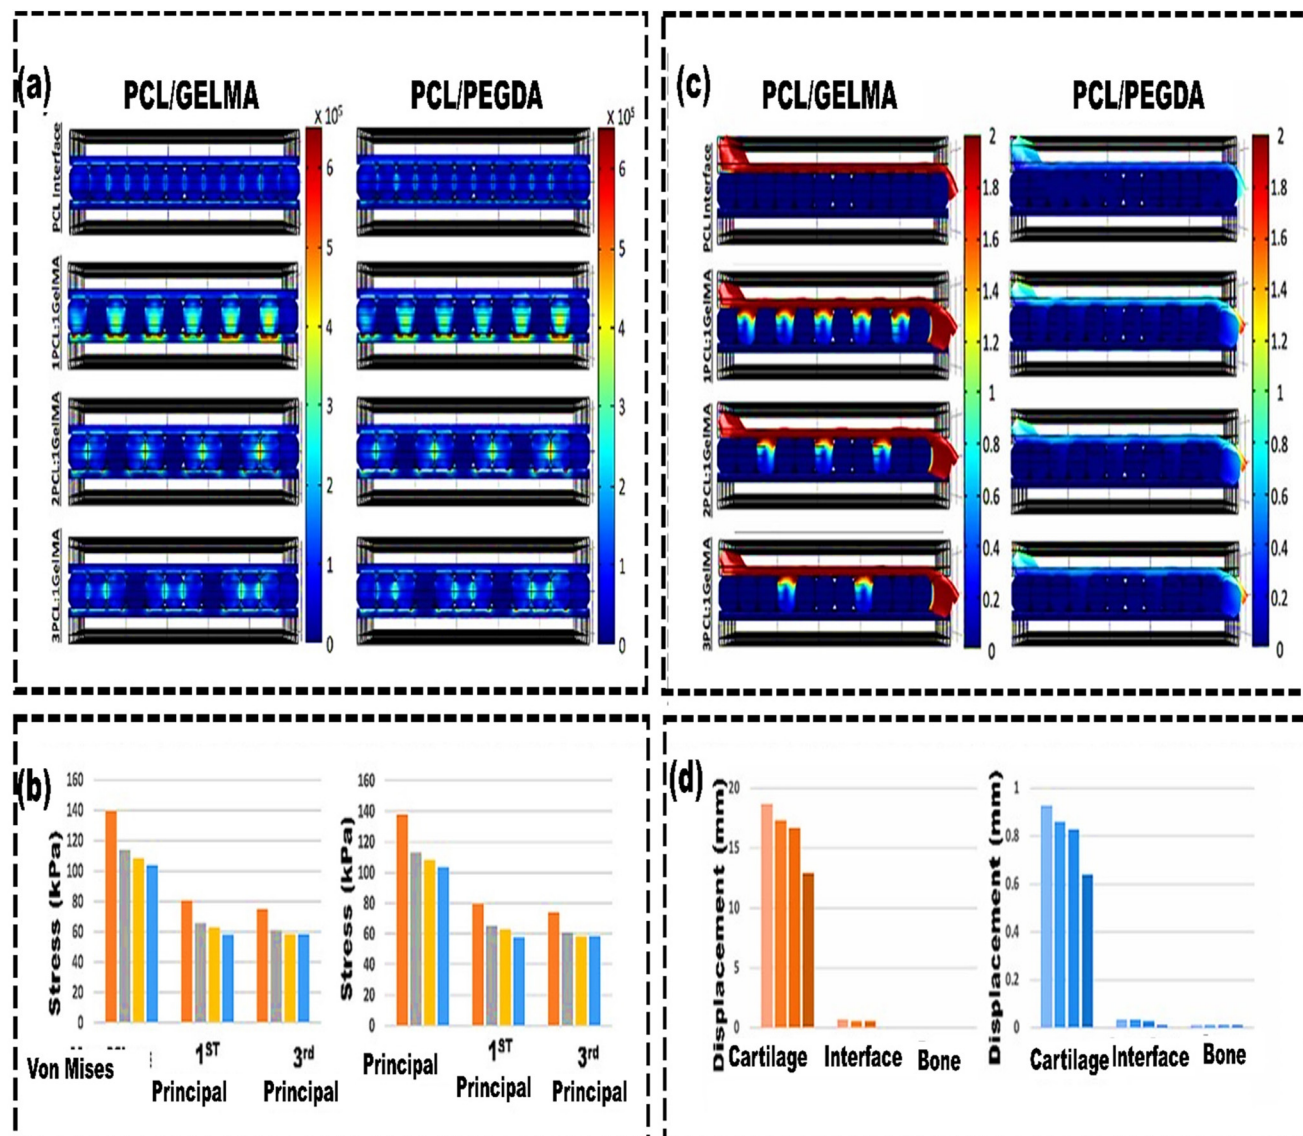 (a)
PCL/GELMA
PCL/PEGDA
x 10⁵
x 10⁵
PCL Interface
1PCL:1GelMA
2PCL:1GelMA
3PCL:1GelMA
6
5
4
3
2
1
0
6
5
4
3
2
1
0
(c)
PCL/GELMA
PCL/PEGDA
PCL Interface
1PCL:1GelMA
2PCL:1GelMA
3PCL:1GelMA
2
1.8
1.6
1.4
1.2
1
0.8
0.6
0.4
0.2
0
2
1.8
1.6
1.4
1.2
1
0.8
0.6
0.4
0.2
0
(b)
Stress (kPa)
160
140
120
100
80
60
40
20
0
Von Mises
1ST
Principal
3rd
Principal
Stress (kPa)
160
140
120
100
80
60
40
20
0
Principal
1ST
Principal
3rd
Principal
(d)
Displacement (mm)
20
15
10
5
0
Cartilage
Interface
Bone
Displacement (mm)
1
0.8
0.6
0.4
0.2
0
Cartilage
Interface
Bone